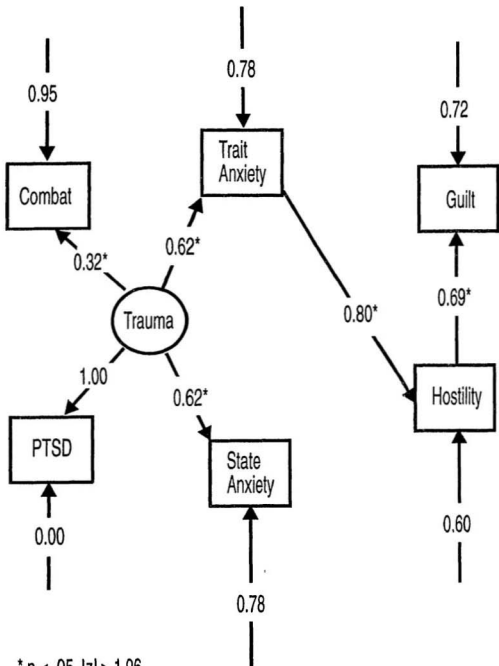 0.78
0.95
0.72
Trait
Anxiety
Combat
Guilt
0.32*
0.62*
0.69*
0.80*
Trauma
1.00
0.62*
Hostility
PTSD
State
Anxiety
0.00
0.60
0.78